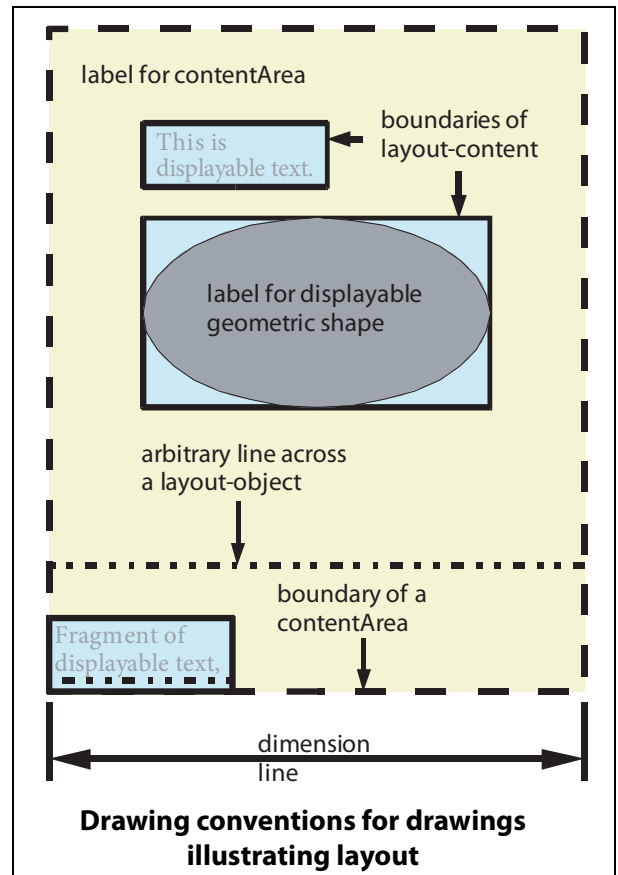 label for contentArea
This is
displayable text.
boundaries of
layout-content
label for displayable
geometric shape
arbitrary line across
a layout-object
boundary of a
contentArea
Fragment of
displayable text,
dimension
line
Drawing conventions for drawings
illustrating layout